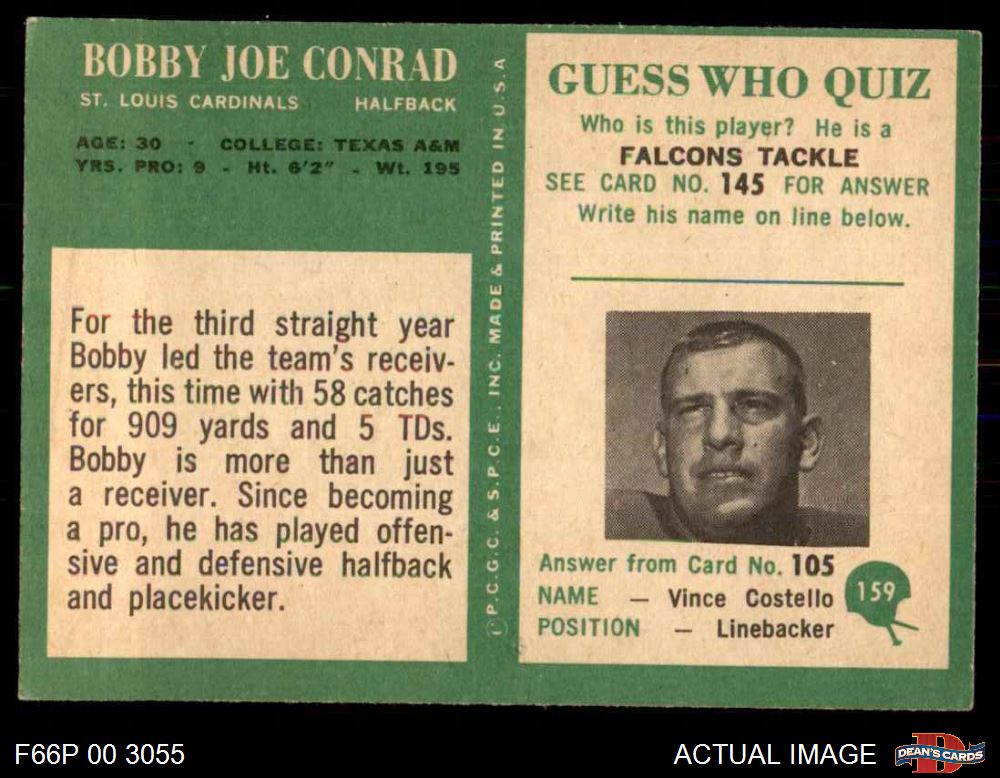 BOBBY JOE CONRAD
ST. LOUIS CARDINALS HALFBACK
AGE: 30 - COLLEGE: TEXAS A&M
YRS. PRO: 9 - Ht. 6'2" - Wt. 195
For the third straight year
Bobby led the team's receiv-
ers, this time with 58 catches
for 909 yards and 5 TDs.
Bobby is more than just
a receiver. Since becoming
a pro, he has played offen-
sive and defensive halfback
and placekicker.
©P.C.G.C. & S.P.C.E., INC. MADE & PRINTED IN U.S.A
GUESS WHO QUIZ
Who is this player? He is a
FALCONS TACKLE
SEE CARD NO. 145 FOR ANSWER
Write his name on line below.
Answer from Card No. 105
NAME — Vince Costello
POSITION — Linebacker
159
F66P 00 3055
ACTUAL IMAGE
DEAN'S CARDS